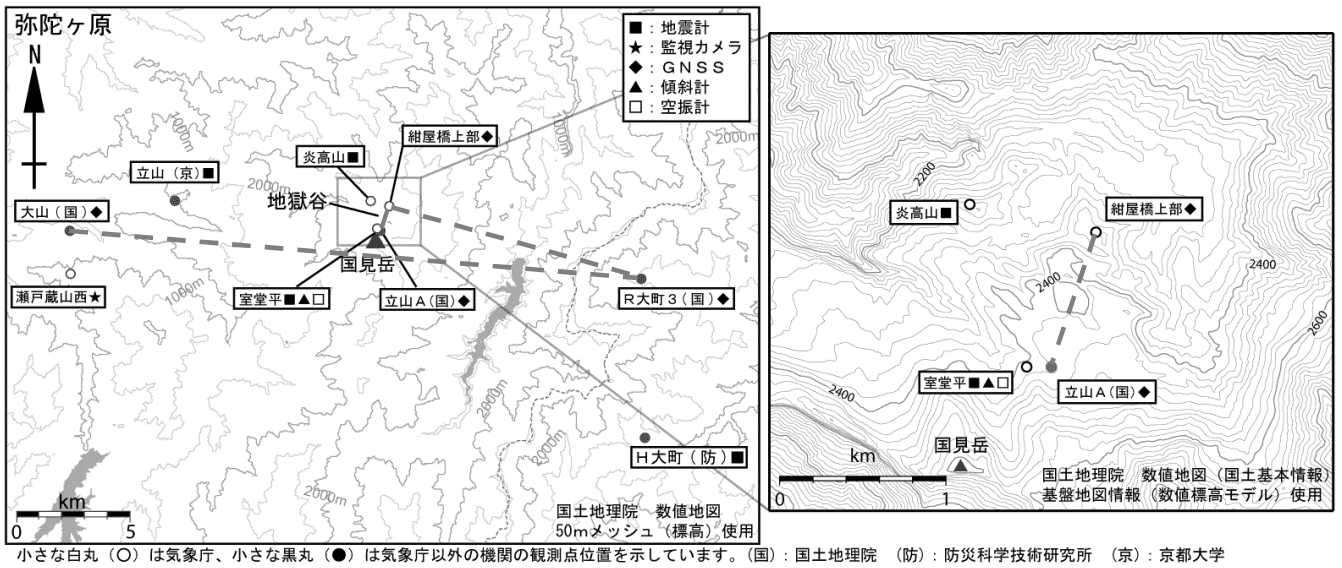 弥陀ヶ原
N
■：地震計
★：監視カメラ
◆：ＧＮＳＳ
▲：傾斜計
□：空振計
1000m
1000m
2000m
紺屋橋上部◆
炎高山■
立山（京）■
2000m
地獄谷
大山（国）◆
国見岳
瀬戸蔵山西★
1000m
室堂平■▲□
立山Ａ（国）◆
Ｒ大町３（国）◆
2000m
2000m
Ｈ大町（防）■
2000m
km
0 5
国土地理院　数値地図
50mメッシュ（標高）使用
2200
炎高山■
紺屋橋上部◆
2400
2400
2600
室堂平■▲□
立山Ａ（国）◆
2400
国見岳
km
0 1
国土地理院　数値地図（国土基本情報）
基盤地図情報（数値標高モデル）使用
小さな白丸（○）は気象庁、小さな黒丸（●）は気象庁以外の機関の観測点位置を示しています。（国）：国土地理院　（防）：防災科学技術研究所　（京）：京都大学